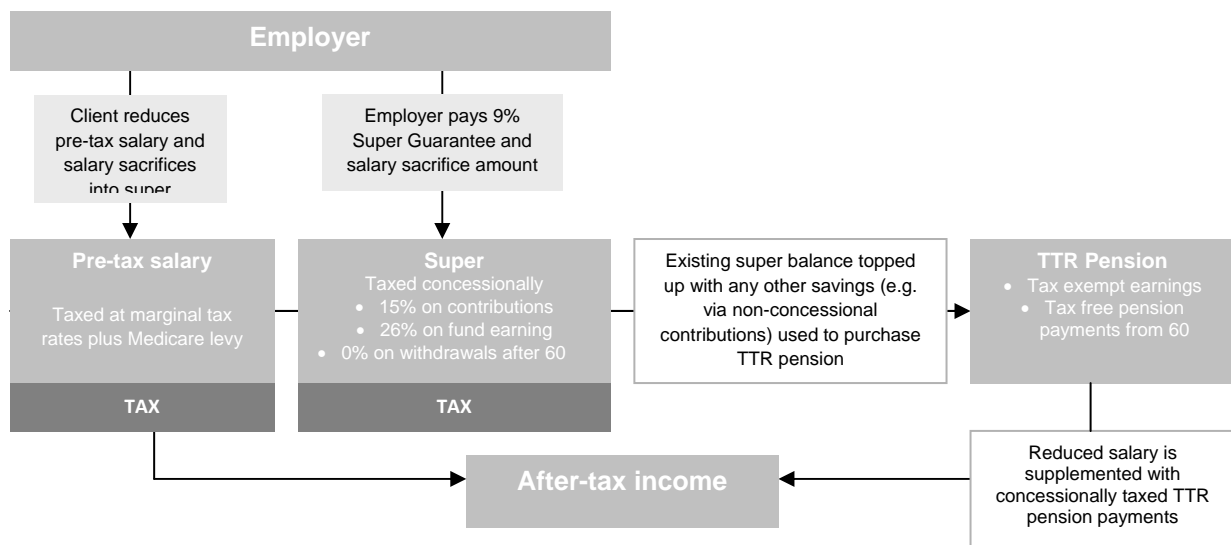 Employer
Client reduces
pre-tax salary and
salary sacrifices
into super
Employer pays 9%
Super Guarantee and
salary sacrifice amount
Pre-tax salary
Taxed at marginal tax
rates plus Medicare levy
TAX
Super
Taxed concessionally
• 15% on contributions
• 26% on fund earning
• 0% on withdrawals after 60
TAX
Existing super balance topped
up with any other savings (e.g.
via non-concessional
contributions) used to purchase
TTR pension
TTR Pension
• Tax exempt earnings
• Tax free pension
payments from 60
After-tax income
Reduced salary is
supplemented with
concessionally taxed TTR
pension payments